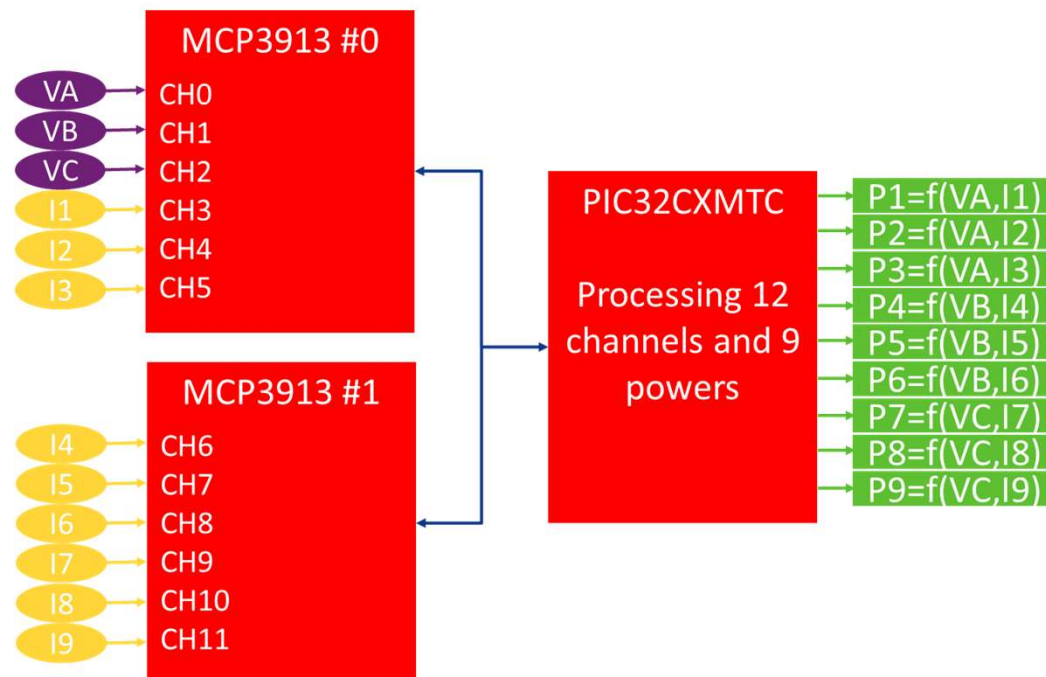 MCP3913 #0
VA
CH0
VB
CH1
VC
CH2
I1
CH3
I2
CH4
I3
CH5
MCP3913 #1
I4
CH6
I5
CH7
I6
CH8
I7
CH9
I8
CH10
I9
CH11
PIC32CXMTC
Processing 12
channels and 9
powers
P1=f(VA,I1)
P2=f(VA,I2)
P3=f(VA,I3)
P4=f(VB,I4)
P5=f(VB,I5)
P6=f(VB,I6)
P7=f(VC,I7)
P8=f(VC,I8)
P9=f(VC,I9)